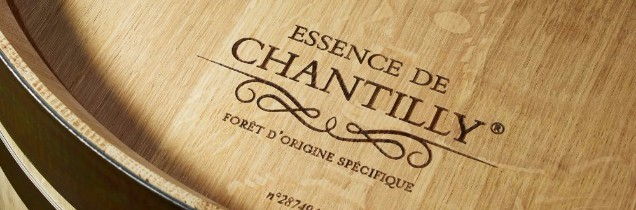 ESSENCE DE
CHANTILLY®
FORÊT D'ORIGINE SPÉCIFIQUE